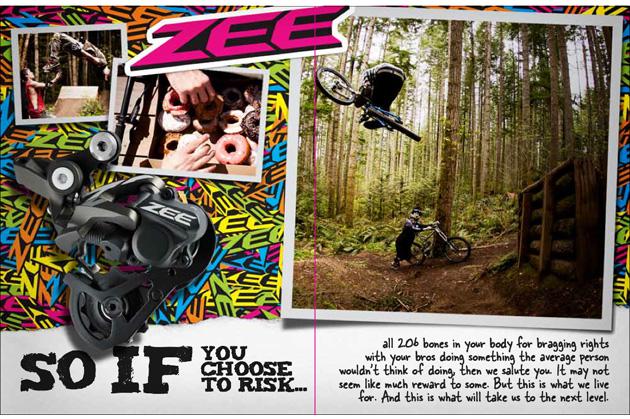 ZEE
ZEE
SO IF YOU
CHOOSE
TO RISK...
all 206 bones in your body for bragging rights
with your bros doing something the average person
wouldn't think of doing, then we salute you. It may not
seem like much reward to some. But this is what we live
for. And this is what will take us to the next level.